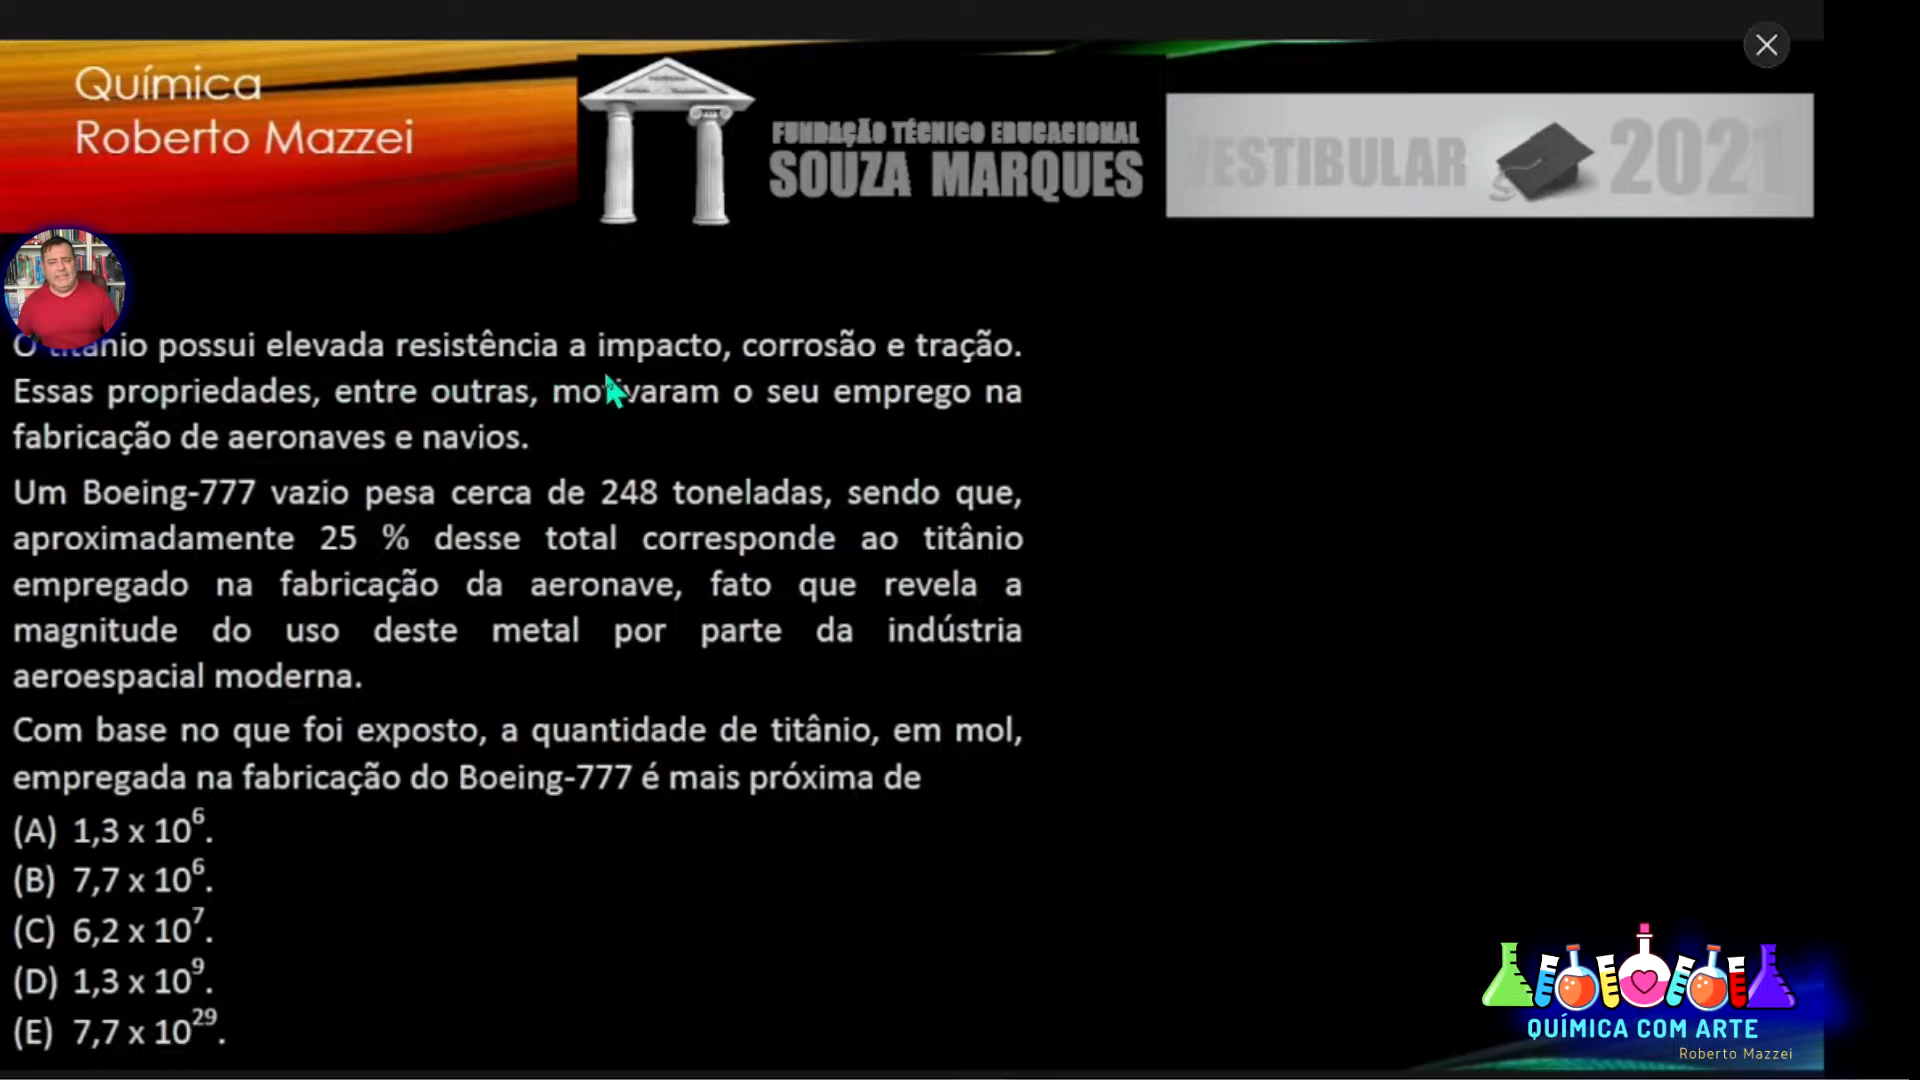 Química
Roberto Mazzei
FUNDAÇÃO TÉCNICO EDUCACIONAL
SOUZA MARQUES
VESTIBULAR 2021
O titânio possui elevada resistência a impacto, corrosão e tração.
Essas propriedades, entre outras, motivaram o seu emprego na
fabricação de aeronaves e navios.
Um Boeing-777 vazio pesa cerca de 248 toneladas, sendo que,
aproximadamente 25 % desse total corresponde ao titânio
empregado na fabricação da aeronave, fato que revela a
magnitude do uso deste metal por parte da indústria
aeroespacial moderna.
Com base no que foi exposto, a quantidade de titânio, em mol,
empregada na fabricação do Boeing-777 é mais próxima de
(A) 1,3 x 10⁶.
(B) 7,7 x 10⁶.
(C) 6,2 x 10⁷.
(D) 1,3 x 10⁹.
(E) 7,7 x 10²⁹.
QUÍMICA COM ARTE
Roberto Mazzei